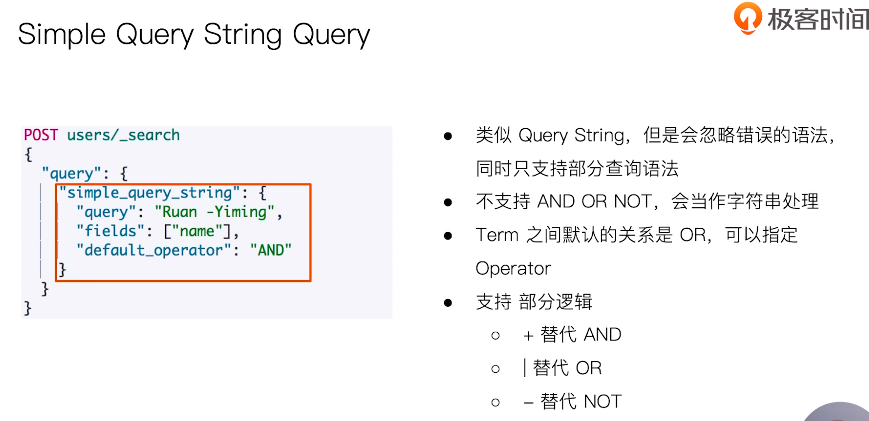 Simple Query String Query
极客时间
POST users/_search
{
"query": {
"simple_query_string": {
"query": "Ruan -Yiming",
"fields": ["name"],
"default_operator": "AND"
}
}
}
● 类似 Query String，但是会忽略错误的语法，
同时只支持部分查询语法
● 不支持 AND OR NOT，会当作字符串处理
● Term 之间默认的关系是 OR，可以指定
Operator
● 支持 部分逻辑
○ + 替代 AND
○ | 替代 OR
○ – 替代 NOT